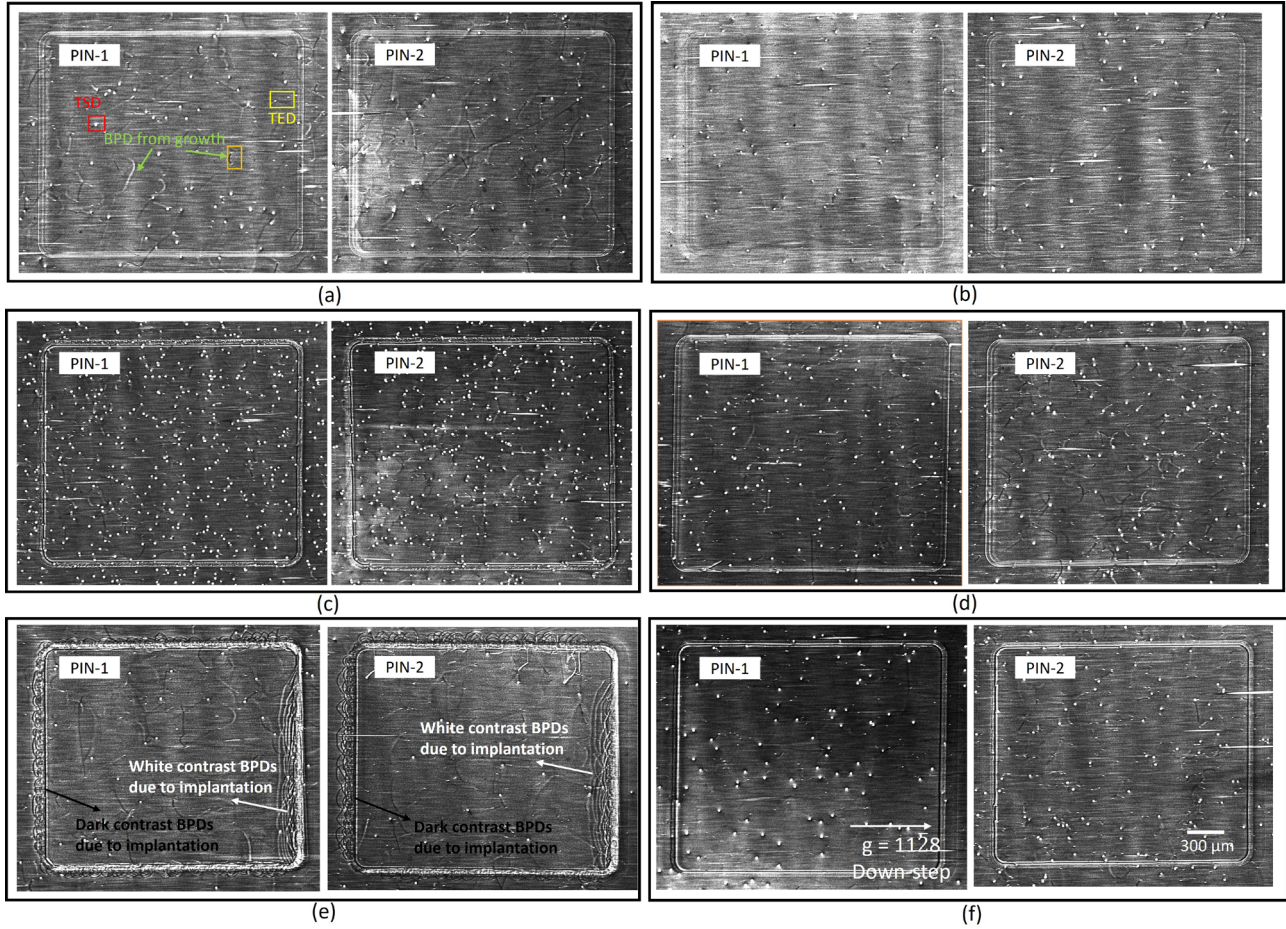 PIN-1
PIN-2
TSD
TED
BPD from growth
(a)
PIN-1
PIN-2
(b)
PIN-1
PIN-2
(c)
PIN-1
PIN-2
(d)
PIN-1
White contrast BPDs
due to implantation
Dark contrast BPDs
due to implantation
PIN-2
White contrast BPDs
due to implantation
Dark contrast BPDs
due to implantation
(e)
PIN-1
g = 1128
Down-step
PIN-2
300 µm
(f)